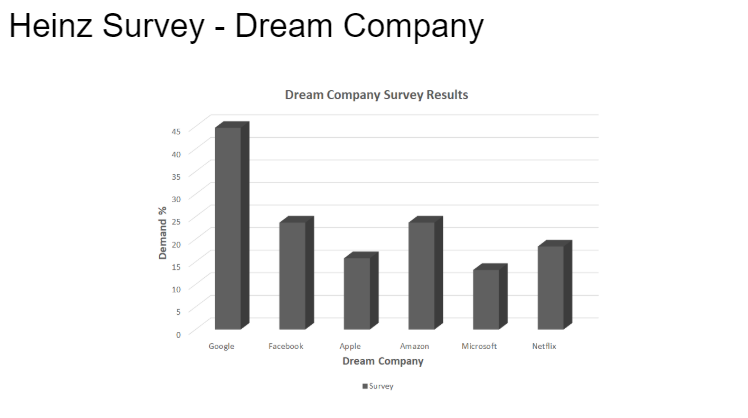 Heinz Survey - Dream Company
Dream Company Survey Results
45
40
35
30
25
20
15
10
5
0
Demand %
Google Facebook Apple Amazon Microsoft Netflix
Dream Company
Survey